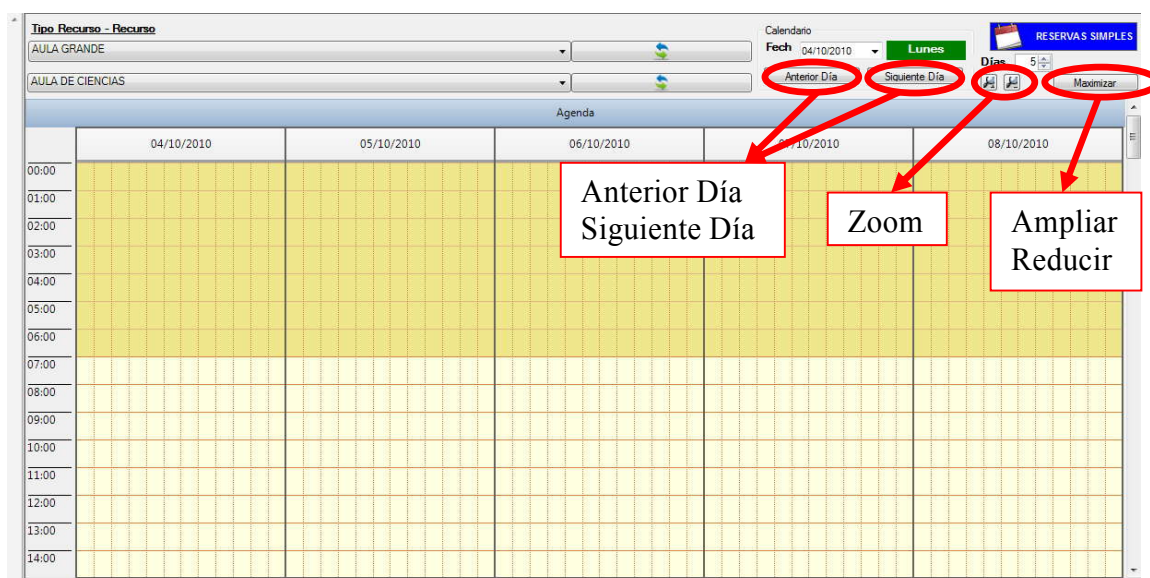 Tipo Recurso - Recurso
AULA GRANDE
AULA DE CIENCIAS
Calendario
Fech 04/10/2010 Lunes
Anterior Día Siguiente Día
RESERVAS SIMPLES
Días 5
Maximizar
Agenda
04/10/2010 05/10/2010 06/10/2010 07/10/2010 08/10/2010
Anterior Día
Siguiente Día
Zoom
Ampliar
Reducir
00:00
01:00
02:00
03:00
04:00
05:00
06:00
07:00
08:00
09:00
10:00
11:00
12:00
13:00
14:00